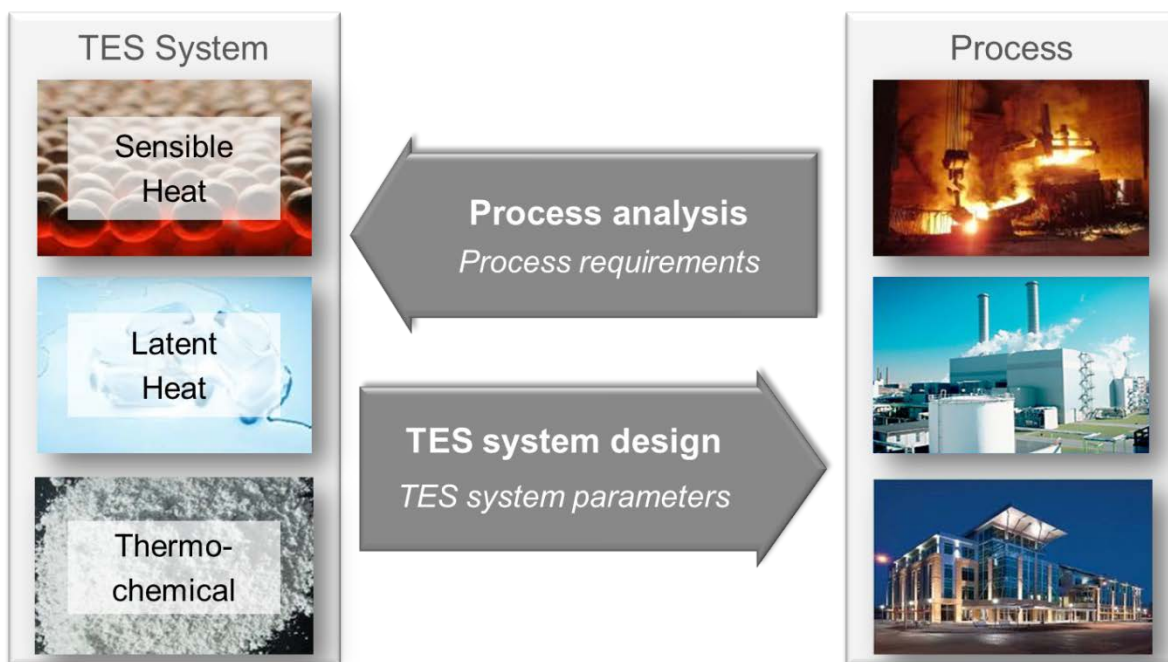 TES System
Sensible
Heat
Latent
Heat
Thermo-
chemical
Process analysis
Process requirements
TES system design
TES system parameters
Process